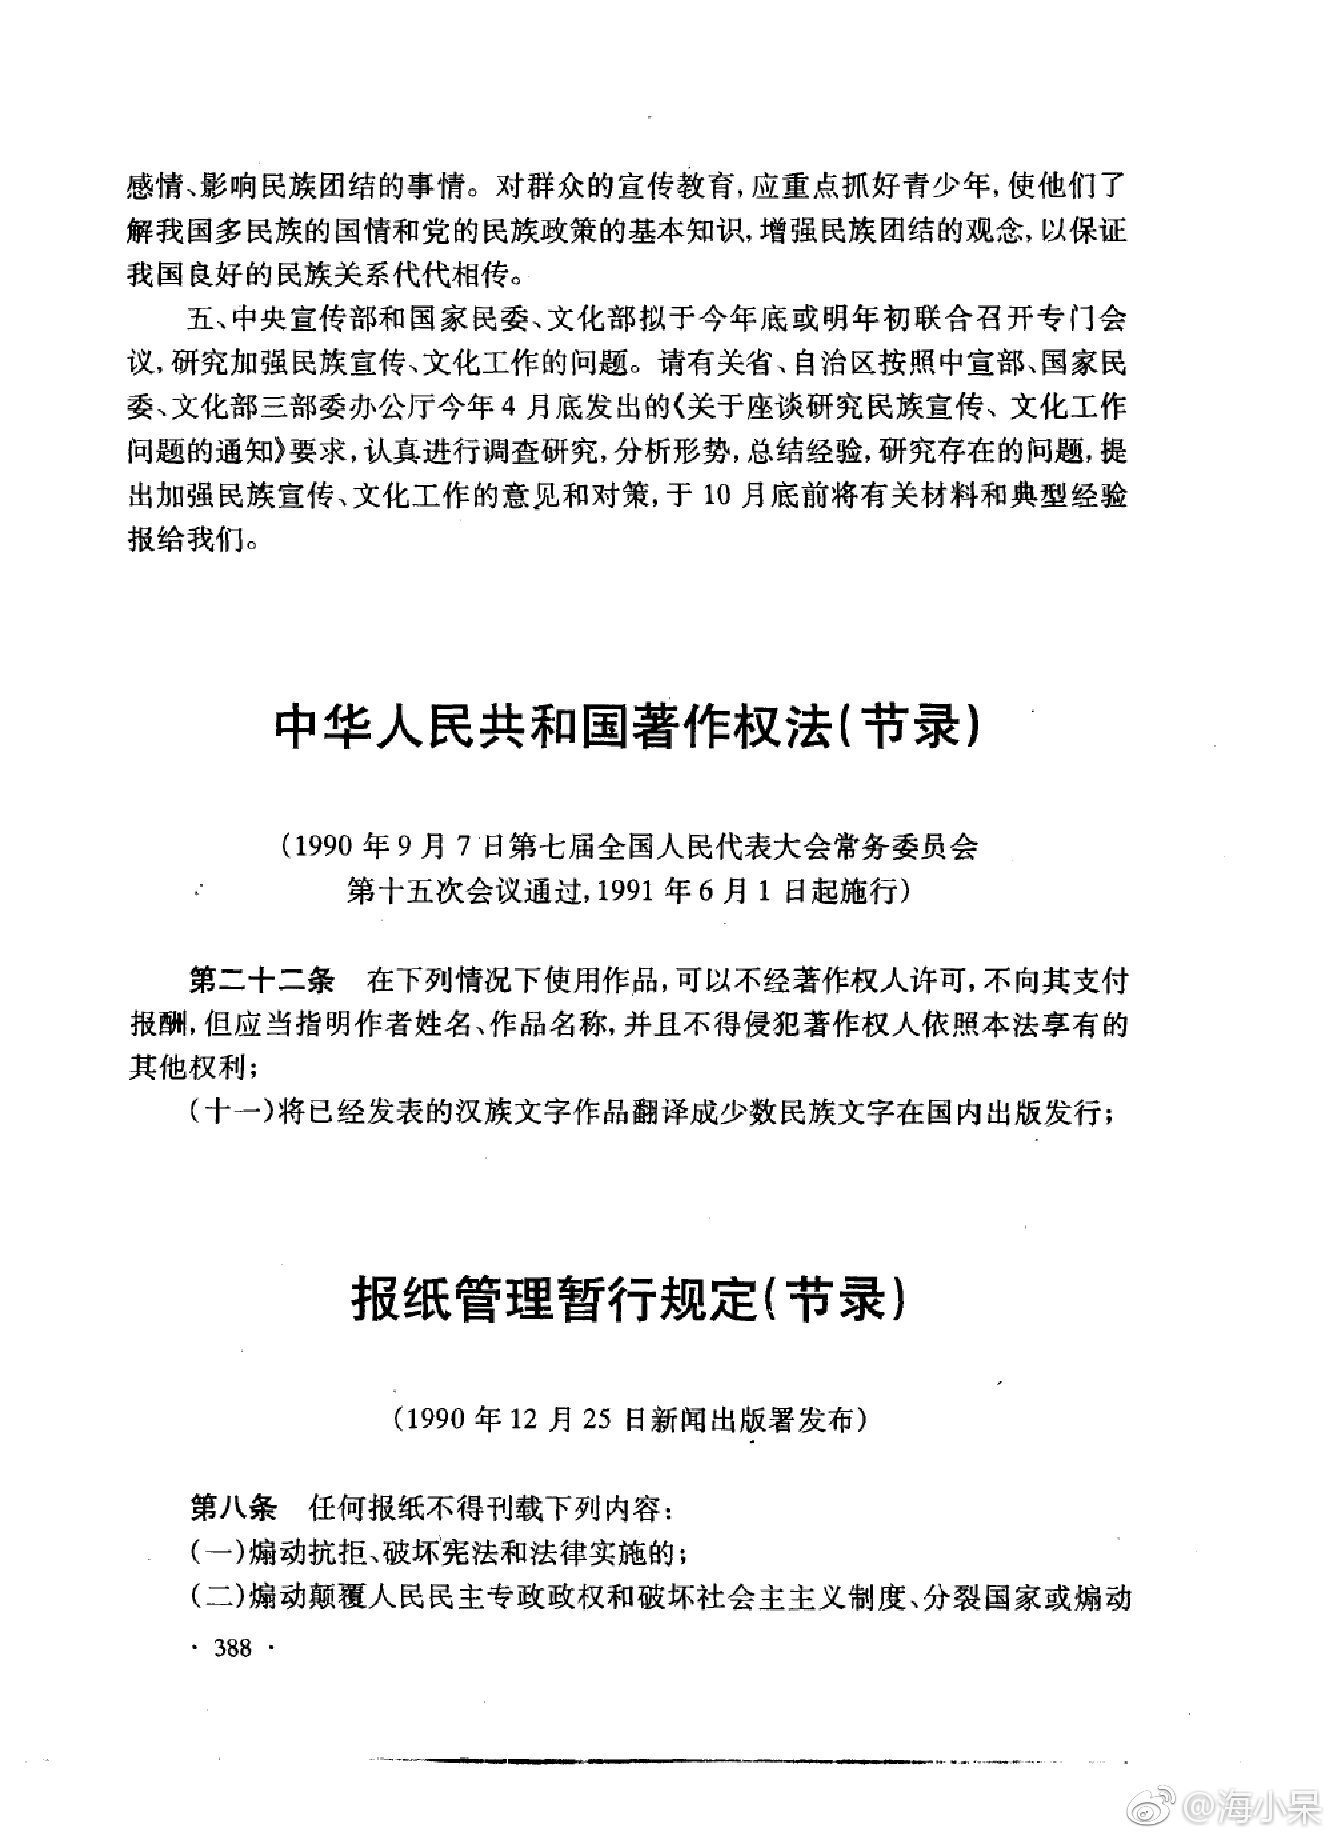 感情、影响民族团结的事情。对群众的宣传教育,应重点抓好青少年,使他们了
解我国多民族的国情和党的民族政策的基本知识,增强民族团结的观念,以保证
我国良好的民族关系代代相传。
五、中央宣传部和国家民委、文化部拟于今年底或明年初联合召开专门会
议,研究加强民族宣传、文化工作的问题。请有关省、自治区按照中宣部、国家民
委、文化部三部委办公厅今年4月底发出的《关于座谈研究民族宣传、文化工作
问题的通知》要求,认真进行调查研究,分析形势,总结经验,研究存在的问题,提
出加强民族宣传、文化工作的意见和对策,于10月底前将有关材料和典型经验
报给我们。
中华人民共和国著作权法(节录)
(1990年9月7日第七届全国人民代表大会常务委员会
第十五次会议通过,1991年6月1日起施行)
第二十二条 在下列情况下使用作品,可以不经著作权人许可,不向其支付
报酬,但应当指明作者姓名、作品名称,并且不得侵犯著作权人依照本法享有的
其他权利;
(十一)将已经发表的汉族文字作品翻译成少数民族文字在国内出版发行;
报纸管理暂行规定(节录)
(1990年12月25日新闻出版署发布)
第八条 任何报纸不得刊载下列内容:
(一)煽动抗拒、破坏宪法和法律实施的;
(二)煽动颠覆人民民主专政政权和破坏社会主主义制度、分裂国家或煽动
· 388 ·
@海小呆